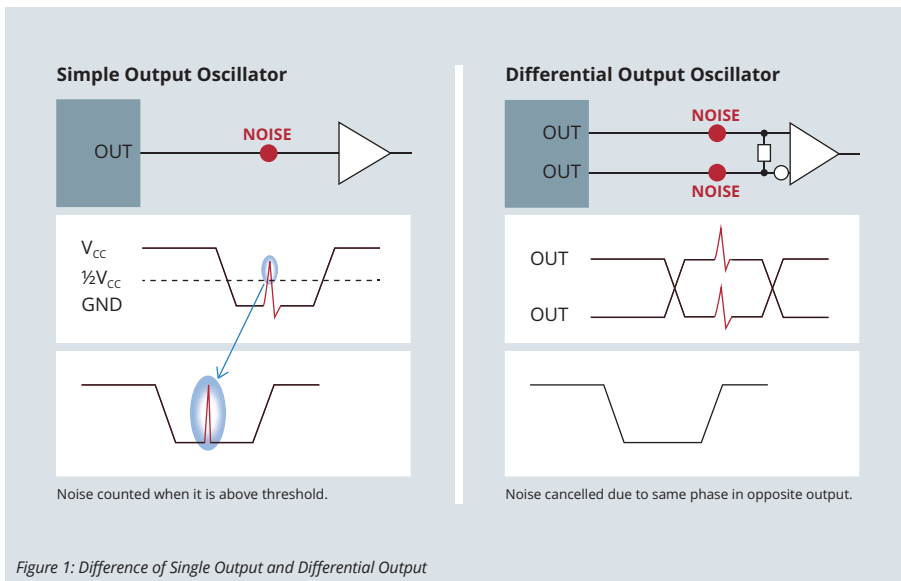 Simple Output Oscillator
OUT
NOISE
V_CC
½V_CC
GND
Noise counted when it is above threshold.
Differential Output Oscillator
OUT
OUT
NOISE
NOISE
OUT
OUT
Noise cancelled due to same phase in opposite output.
Figure 1: Difference of Single Output and Differential Output